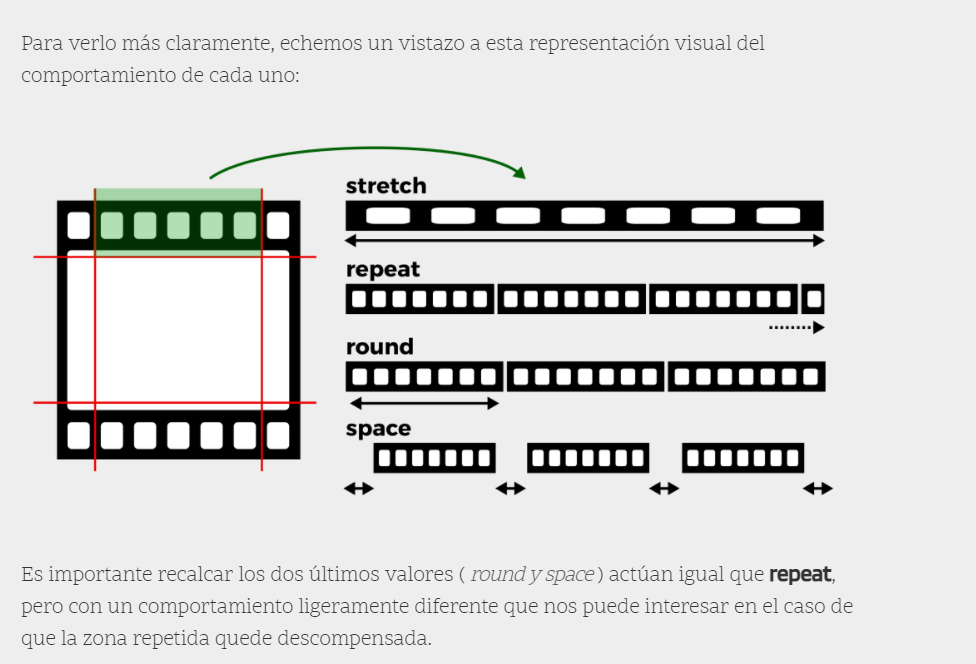 Para verlo más claramente, echemos un vistazo a esta representación visual del
comportamiento de cada uno:
stretch
repeat
round
space
Es importante recalcar los dos últimos valores ( round y space ) actúan igual que repeat,
pero con un comportamiento ligeramente diferente que nos puede interesar en el caso de
que la zona repetida quede descompensada.